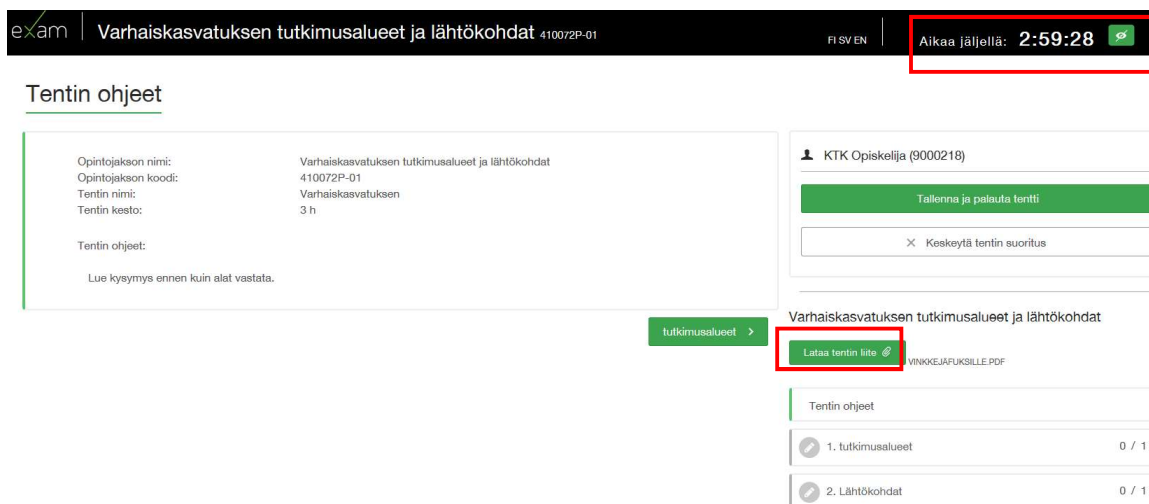 exam Varhaiskasvatuksen tutkimusalueet ja lähtökohdat 410072P-01 FI SV EN Aikaa jäljellä: 2:59:28
Tentin ohjeet
Opintojakson nimi: Varhaiskasvatuksen tutkimusalueet ja lähtökohdat
Opintojakson koodi: 410072P-01
Tentin nimi: Varhaiskasvatuksen
Tentin kesto: 3 h
Tentin ohjeet:
Lue kysymys ennen kuin alat vastata.
tutkimusalueet >
KTK Opiskelija (9000218)
Tallenna ja palauta tentti
Keskeytä tentin suoritus
Varhaiskasvatuksen tutkimusalueet ja lähtökohdat
Lataa tentin liite VINKKEJAFUKSILLE.PDF
Tentin ohjeet
1. tutkimusalueet 0 / 1
2. Lähtökohdat 0 / 1